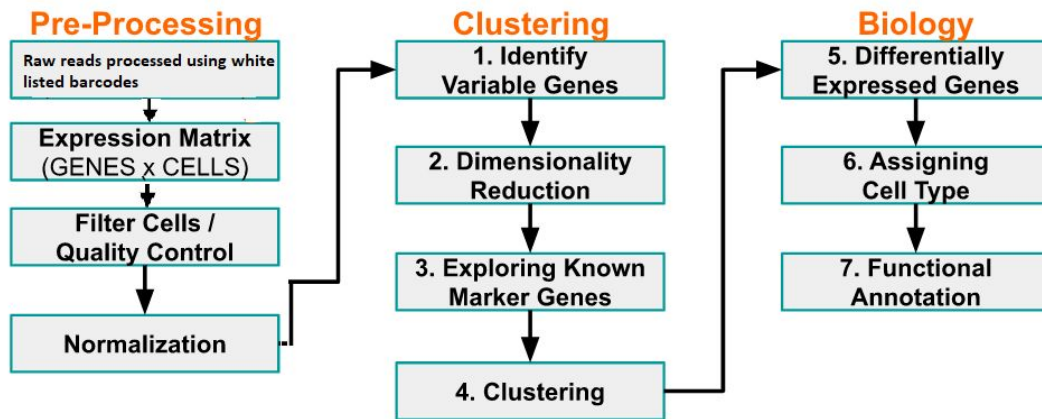 Pre-Processing
Raw reads processed using white
listed barcodes
Expression Matrix
(GENES x CELLS)
Filter Cells /
Quality Control
Normalization
Clustering
1. Identify
Variable Genes
2. Dimensionality
Reduction
3. Exploring Known
Marker Genes
4. Clustering
Biology
5. Differentially
Expressed Genes
6. Assigning
Cell Type
7. Functional
Annotation